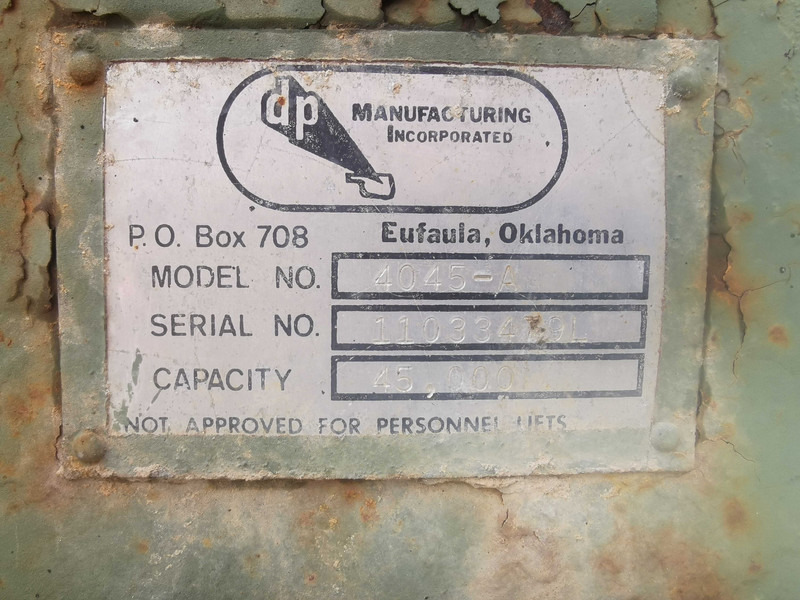 dp MANUFACTURING
INCORPORATED
P.O. Box 708 Eufaula, Oklahoma
MODEL NO. 4045-A
SERIAL NO.
CAPACITY 45,000
NOT APPROVED FOR PERSONNEL LIFTS